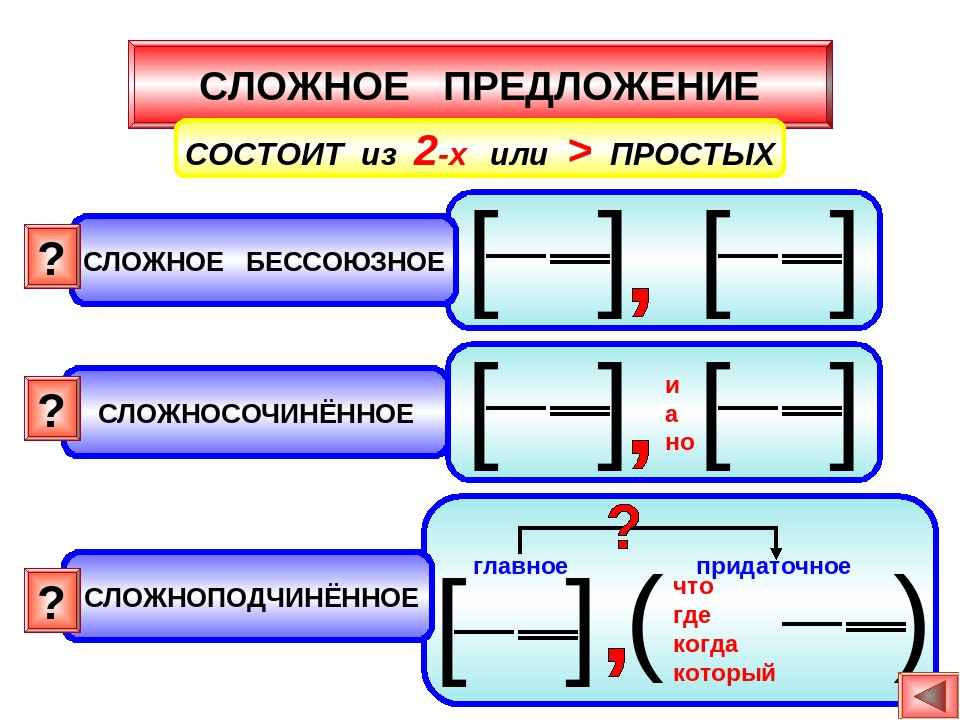 СЛОЖНОЕ ПРЕДЛОЖЕНИЕ
СОСТОИТ из 2-х или > ПРОСТЫХ
? СЛОЖНОЕ БЕССОЮЗНОЕ
[ ] , [ ]
? СЛОЖНОСОЧИНЁННОЕ
[ ] , [ ]
и
а
но
? СЛОЖНОПОДЧИНЁННОЕ
?
главное придаточное
[ ] , ( )
что
где
когда
который